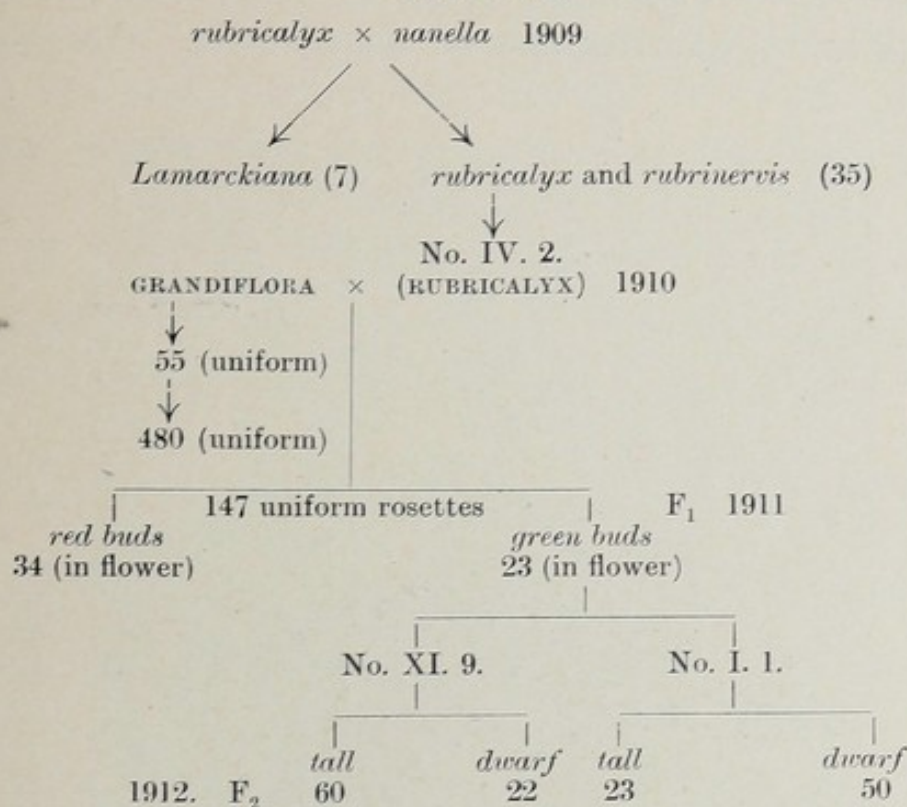 rubricalyx × nanella 1909
Lamarckiana (7) rubricalyx and rubrinervis (35)
No. IV. 2.
GRANDIFLORA × (RUBRICALYX) 1910
55 (uniform)
480 (uniform)
147 uniform rosettes F₁ 1911
red buds green buds
34 (in flower) 23 (in flower)
No. XI. 9. No. I. 1.
tall dwarf tall dwarf
1912. F₂ 60 22 23 50